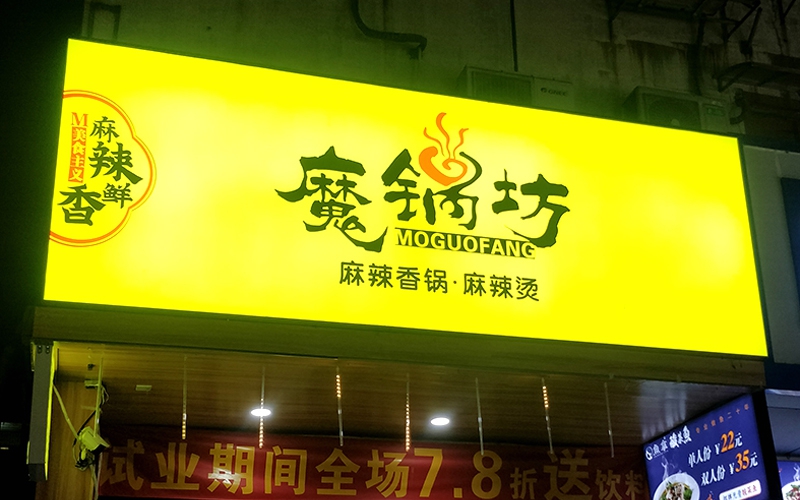 麻辣鲜香
M美食主义
魔锅坊
MOGUOFANG
麻辣香锅·麻辣烫
试业期间全场7.8折送饮料
单人份 ¥22元
双人份 ¥35元